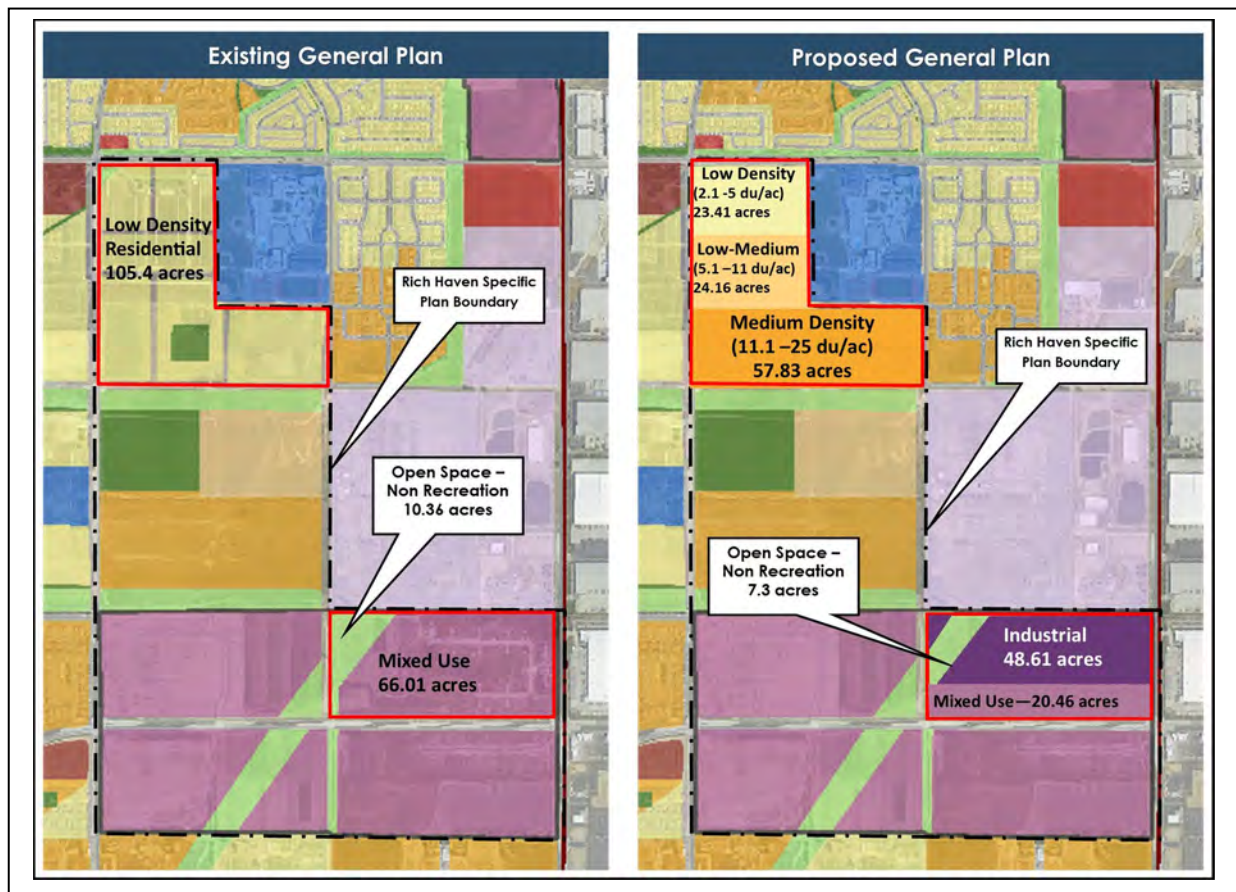 Existing General Plan
Low Density
Residential
105.4 acres
Rich Haven Specific
Plan Boundary
Open Space –
Non Recreation
10.36 acres
Mixed Use
66.01 acres
Proposed General Plan
Low Density
(2.1 -5 du/ac)
23.41 acres
Low-Medium
(5.1 –11 du/ac)
24.16 acres
Medium Density
(11.1 –25 du/ac)
57.83 acres
Rich Haven Specific
Plan Boundary
Open Space –
Non Recreation
7.3 acres
Industrial
48.61 acres
Mixed Use—20.46 acres